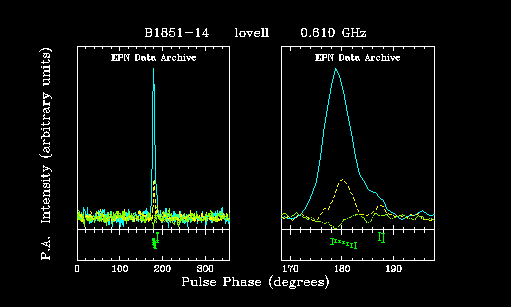 B1851-14 lovell 0.610 GHz
EPN Data Archive EPN Data Archive
P.A. Intensity (arbitrary units)
0 100 200 300 170 180 190
Pulse Phase (degrees)